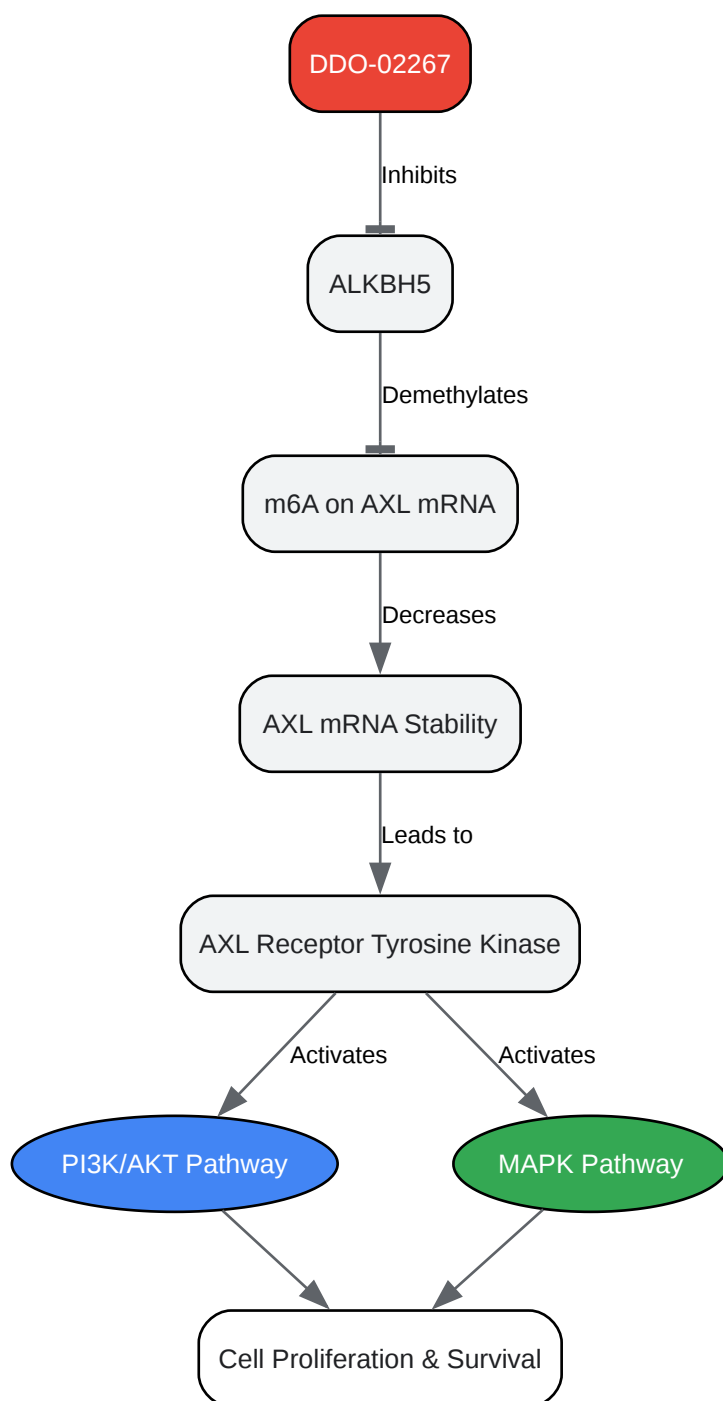 DDO-02267
Inhibits
ALKBH5
Demethylates
m6A on AXL mRNA
Decreases
AXL mRNA Stability
Leads to
AXL Receptor Tyrosine Kinase
Activates
Activates
PI3K/AKT Pathway
MAPK Pathway
Cell Proliferation & Survival